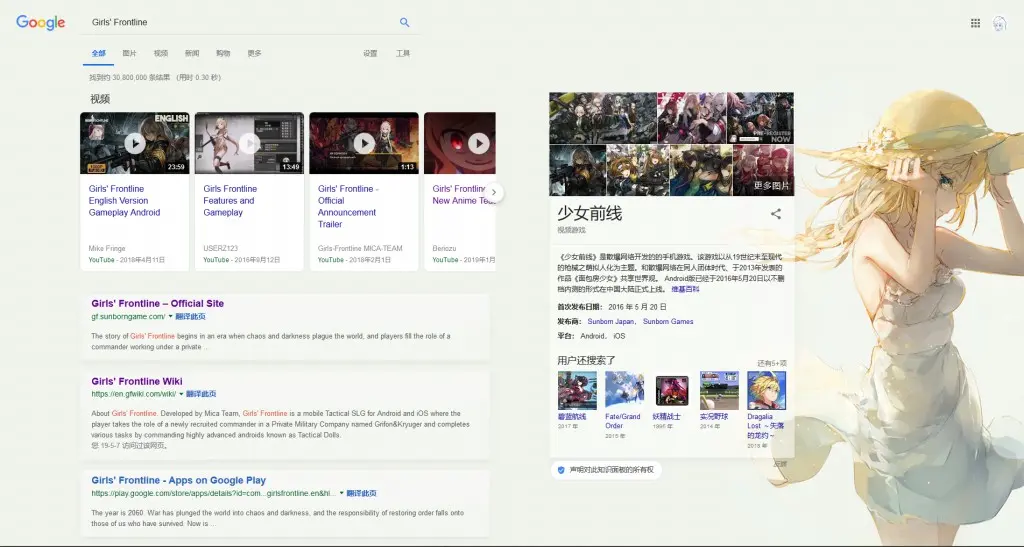 Google
Girls' Frontline
全部 图片 视频 新闻 购物 更多 设置 工具
找到约 30,800,000 条结果 （用时 0.30 秒）
视频
ENGLISH
23:59
Girls' Frontline
English Version
Gameplay Android
Mike Fringe
YouTube - 2018年4月11日
13:49
Girls' Frontline
Features and
Gameplay
USERZ123
YouTube - 2016年9月12日
1:13
Girls' Frontline -
Official
Announcement
Trailer
Girls-Frontline MICA-TEAM
YouTube - 2018年2月1日
Girls' Frontline
New Anime Tea
Beriozu
YouTube - 2019年1月
Girls' Frontline – Official Site
gf.sunborngame.com/ 翻译此页
The story of Girls' Frontline begins in an era when chaos and darkness plague the world, and players fill the role of a
commander working under a private ...
Girls' Frontline Wiki
https://en.gfwiki.com/wiki/ 翻译此页
About Girls' Frontline. Developed by Mica Team, Girls' Frontline is a mobile Tactical SLG for Android and iOS where the
player takes the role of a newly recruited commander in a Private Military Company named Grifon&Kryuger and completes
various tasks by commanding highly advanced androids known as Tactical Dolls.
您 19-5-7 访问过该网页。
Girls' Frontline - Apps on Google Play
https://play.google.com/store/apps/details?id=com...girlsfrontline.en&hl... 翻译此页
The year is 2060. War has plunged the world into chaos and darkness, and the responsibility of restoring order falls onto
those of us who have survived. Now is ...
NOW
更多图片
少女前线
视频游戏
《少女前线》是散爆网络开发的的手机游戏。该游戏以从19世纪末至现代
的枪械之萌拟人化为主题，和散爆网络在同人团体时代、于2013年发表的
作品《面包房少女》共享世界观。 Android版已经于2016年5月20日以不删
档内测的形式在中国大陆正式上线。 维基百科
首次发布日期： 2016 年 5 月 20 日
发布商： Sunborn Japan、 Sunborn Games
平台： Android、 iOS
用户还搜索了
还有5+项
碧蓝航线
2017 年
Fate/Grand
Order
2015 年
妖精战士
1995 年
实况野球
2014 年
Dragalia
Lost ～失落
的龙约～
2018 年
声明对此知识面板的所有权
反馈